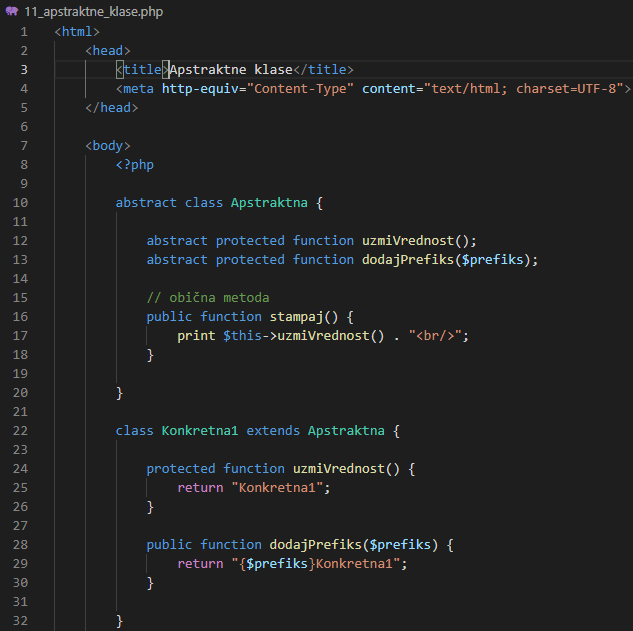 11_apstraktne_klase.php
1 <html>
2 <head>
3 <title>Apstraktne klase</title>
4 <meta http-equiv="Content-Type" content="text/html; charset=UTF-8">
5 </head>
6
7 <body>
8 <?php
9
10 abstract class Apstraktna {
11
12 abstract protected function uzmiVrednost();
13 abstract protected function dodajPrefiks($prefiks);
14
15 // obična metoda
16 public function stampaj() {
17 print $this->uzmiVrednost() . "<br/>";
18 }
19
20 }
21
22 class Konkretna1 extends Apstraktna {
23
24 protected function uzmiVrednost() {
25 return "Konkretna1";
26 }
27
28 public function dodajPrefiks($prefiks) {
29 return "{$prefiks}Konkretna1";
30 }
31
32 }